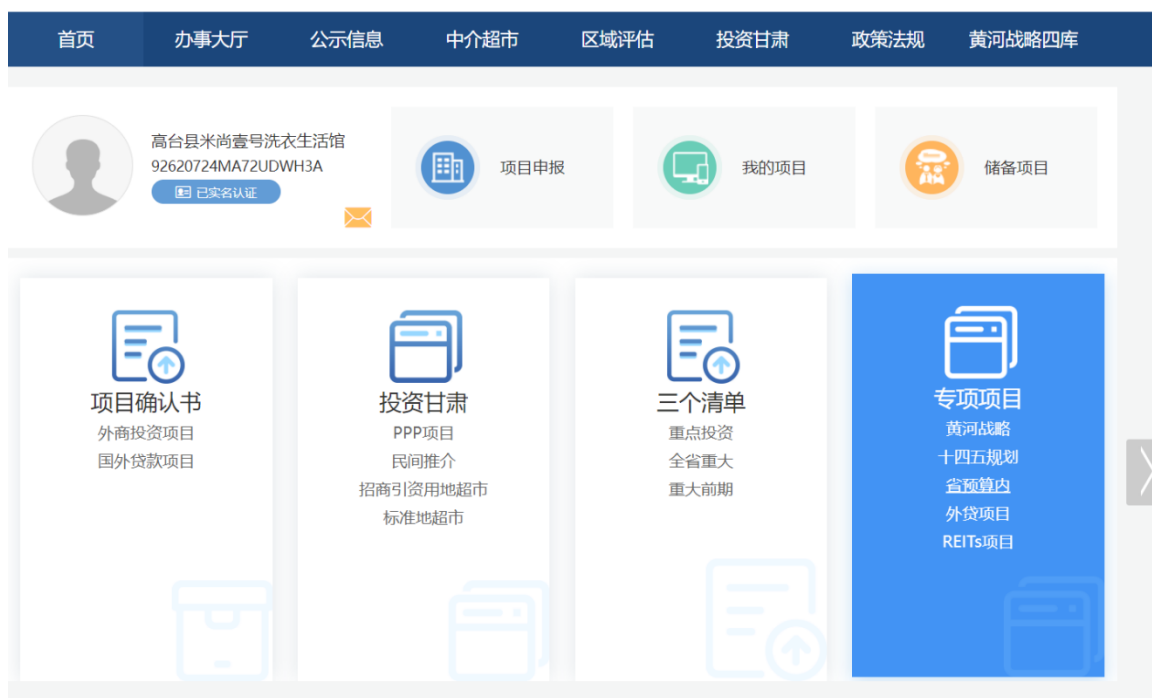 首页 办事大厅 公示信息 中介超市 区域评估 投资甘肃 政策法规 黄河战略四库
高台县米尚壹号洗衣生活馆
92620724MA72UDWH3A
已实名认证
项目申报
我的项目
储备项目
项目确认书
外商投资项目
国外贷款项目
投资甘肃
PPP项目
民间推介
招商引资用地超市
标准地超市
三个清单
重点投资
全省重大
重大前期
专项项目
黄河战略
十四五规划
省预算内
外贷项目
REITs项目